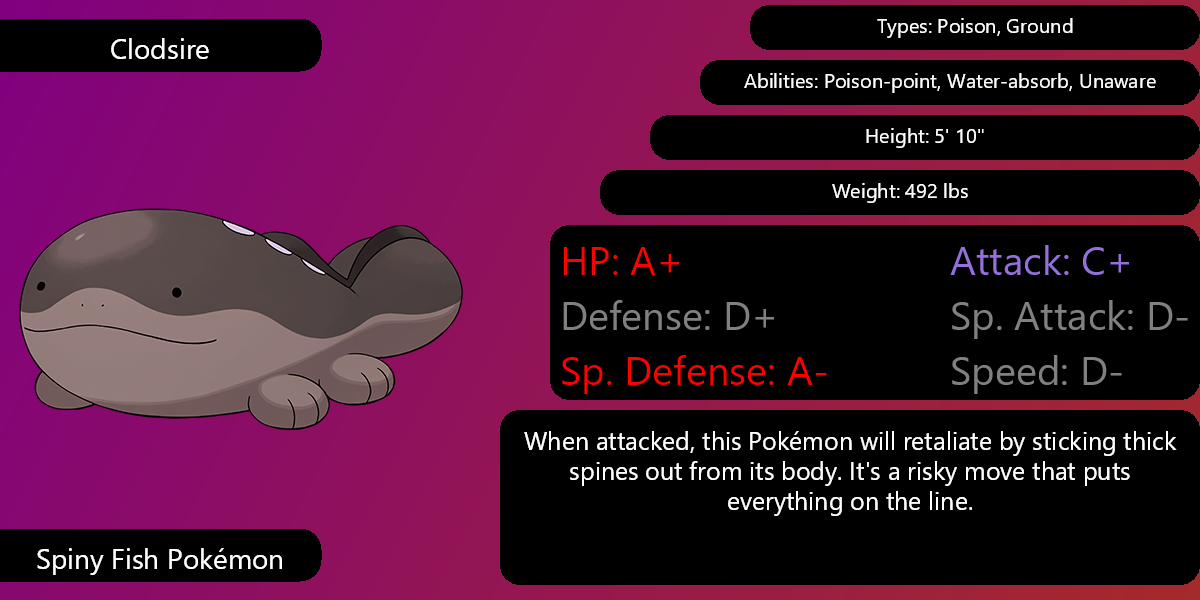 Clodsire
Types: Poison, Ground
Abilities: Poison-point, Water-absorb, Unaware
Height: 5' 10"
Weight: 492 lbs
HP: A+ Attack: C+
Defense: D+ Sp. Attack: D-
Sp. Defense: A- Speed: D-
When attacked, this Pokémon will retaliate by sticking thick
spines out from its body. It's a risky move that puts
everything on the line.
Spiny Fish Pokémon